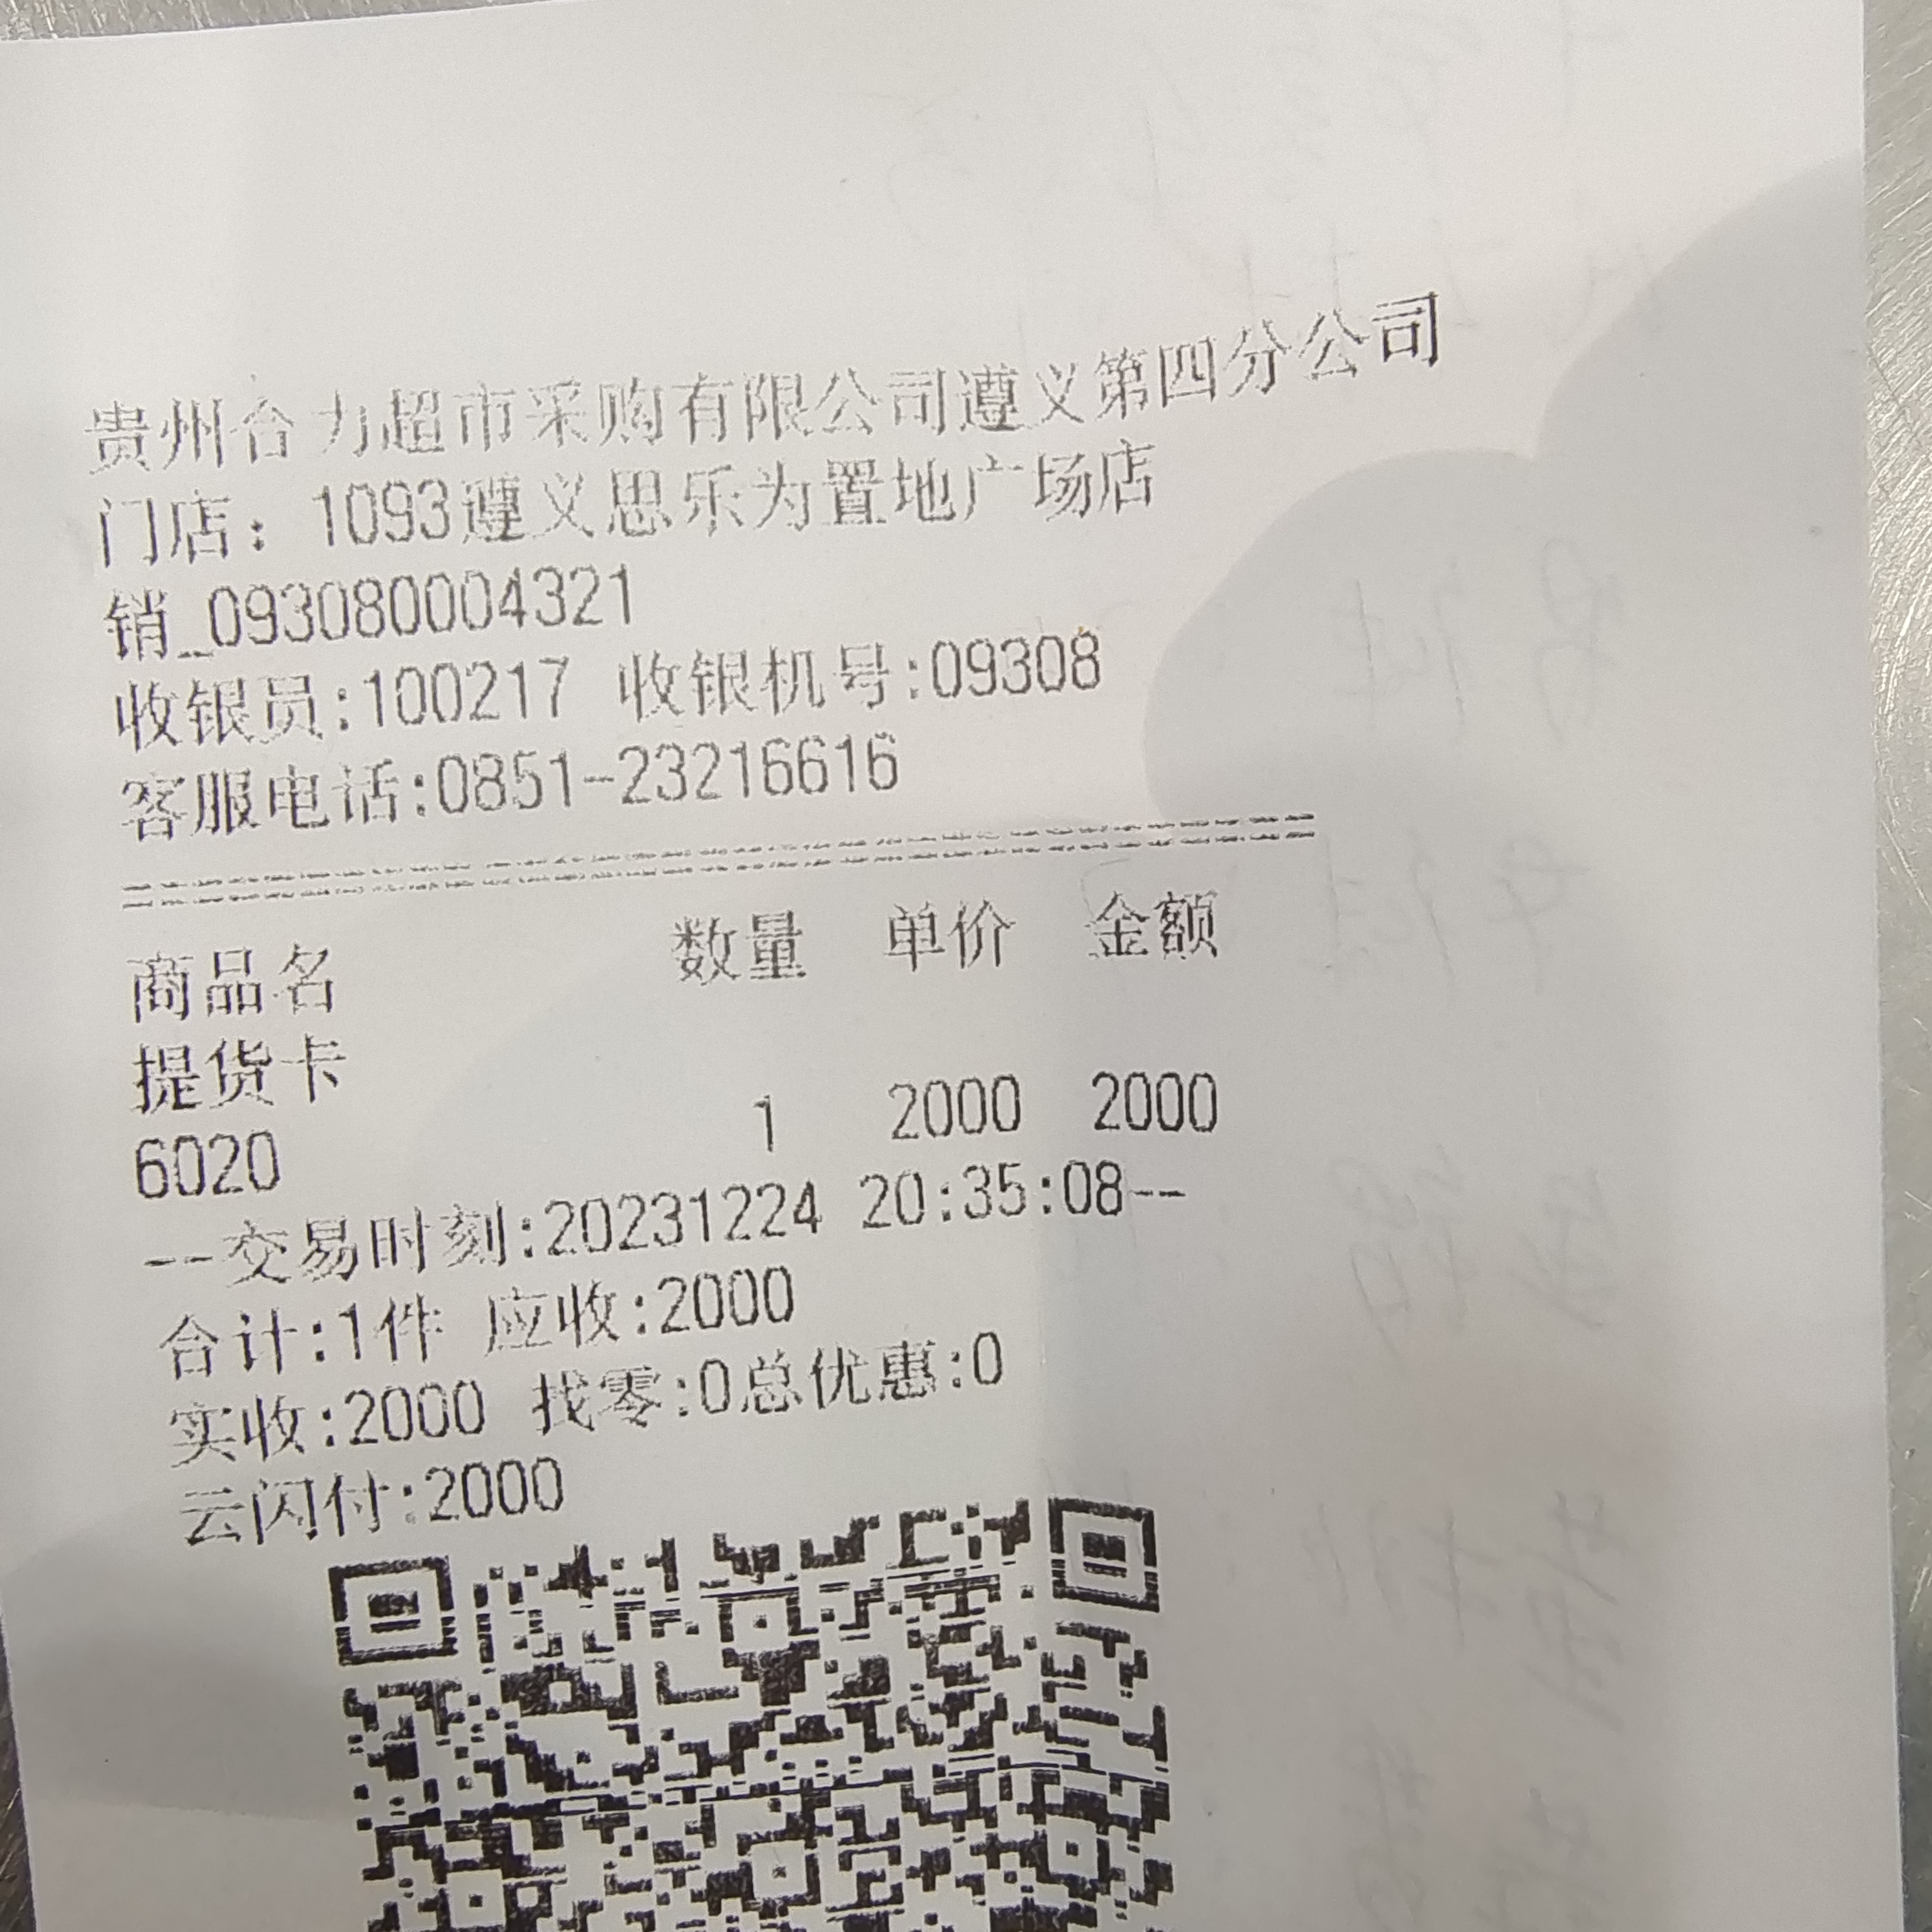 贵州合力超市采购有限公司遵义第四分公司
门店：1093遵义思乐为置地广场店
销_093080004321
收银员:100217 收银机号:09308
客服电话:0851-23216616
商品名 数量 单价 金额
提货卡
6020 1 2000 2000
--交易时刻:20231224 20:35:08--
合计:1件 应收:2000
实收:2000 找零:0总优惠:0
云闪付:2000